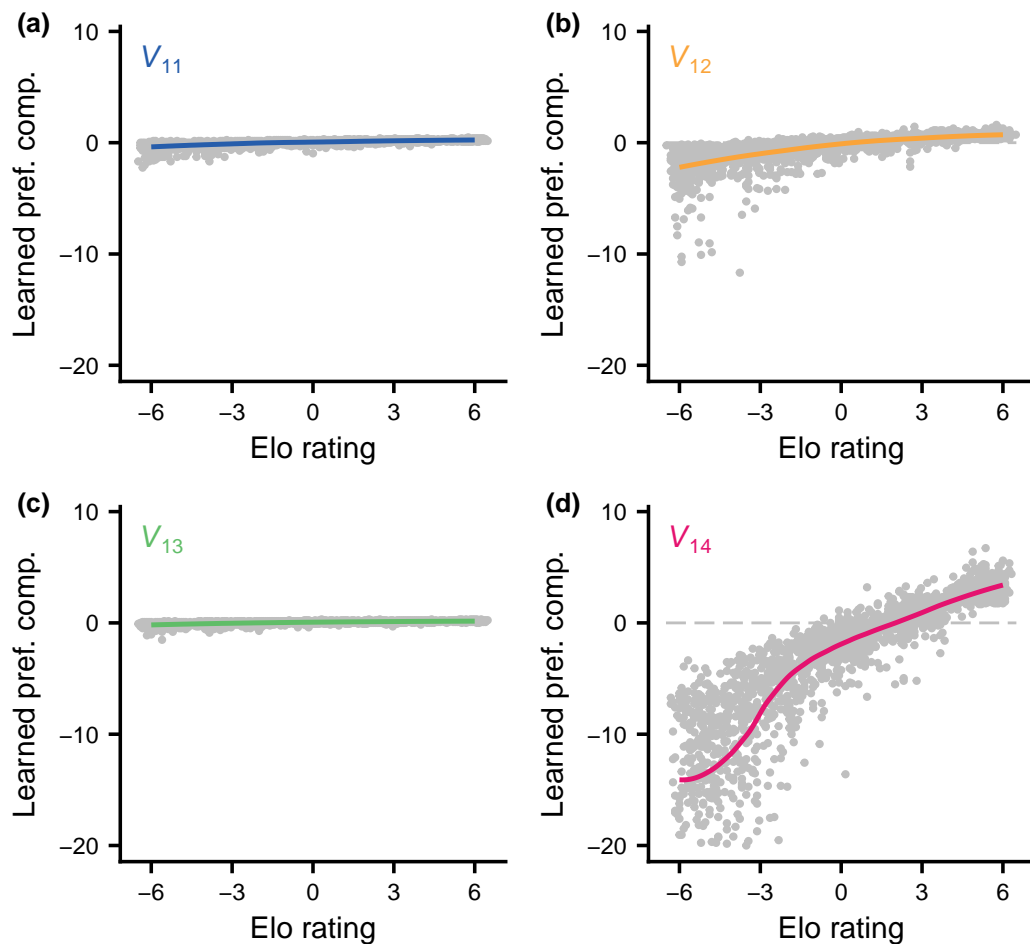 (a)
V11
Learned pref. comp.
10
0
−10
−20
−6 −3 0 3 6
Elo rating
(b)
V12
Learned pref. comp.
10
0
−10
−20
−6 −3 0 3 6
Elo rating
(c)
V13
Learned pref. comp.
10
0
−10
−20
−6 −3 0 3 6
Elo rating
(d)
V14
Learned pref. comp.
10
0
−10
−20
−6 −3 0 3 6
Elo rating